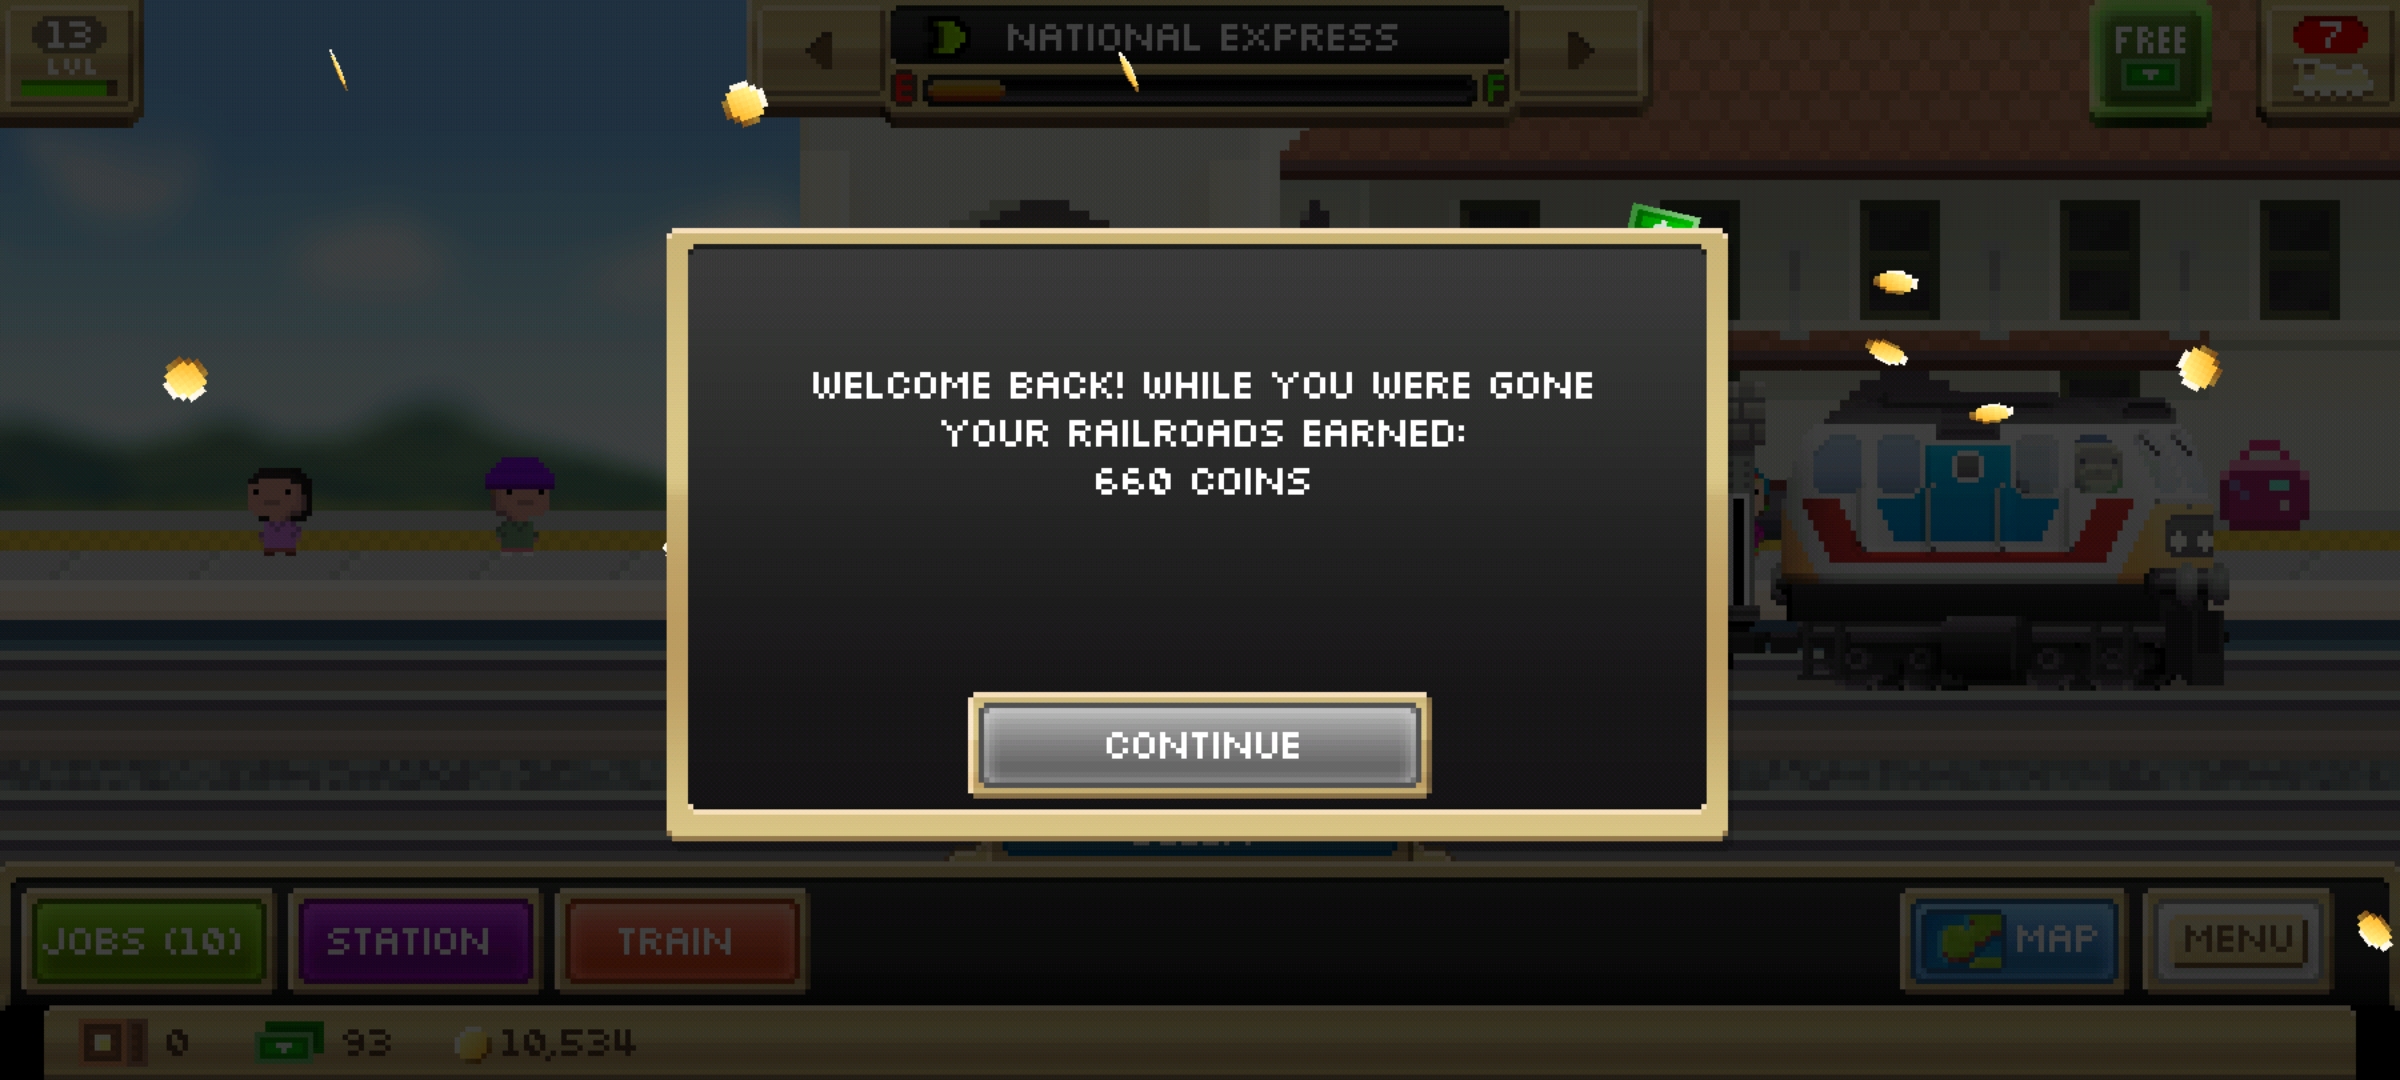 13
LVL
NATIONAL EXPRESS
E
F
FREE
7
WELCOME BACK! WHILE YOU WERE GONE
YOUR RAILROADS EARNED:
660 COINS
CONTINUE
JOBS (10)
STATION
TRAIN
MAP
MENU
0
93
10,534